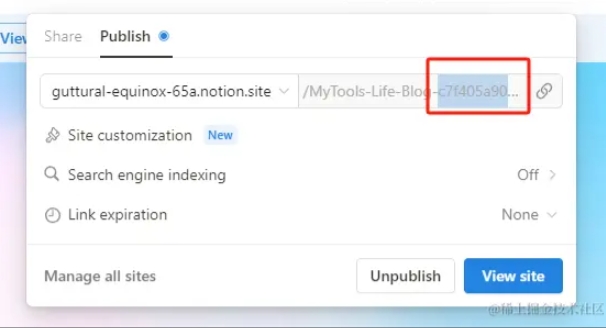 View
Share Publish
guttural-equinox-65a.notion.site /MyTools-Life-Blog-c7f405a90...
Site customization New
Search engine indexing Off
Link expiration None
Manage all sites Unpublish View site
@稀土掘金技术社区